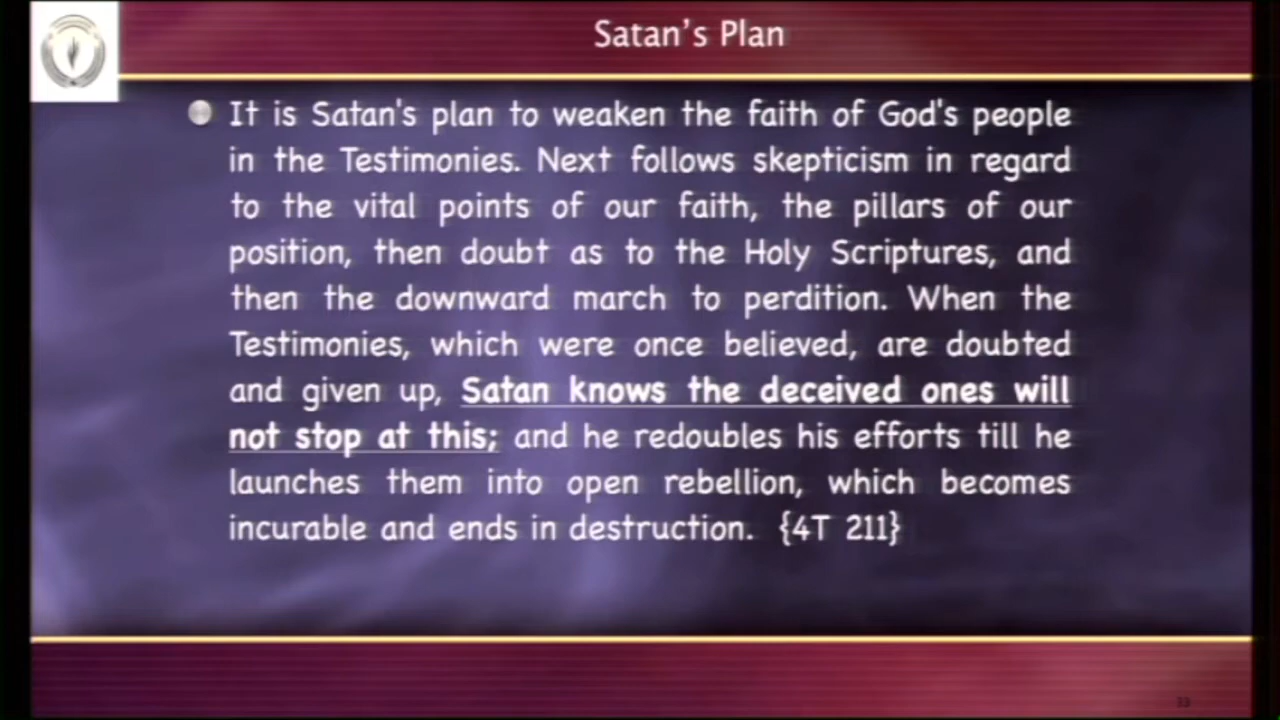 Satan's Plan
It is Satan's plan to weaken the faith of God's people
in the Testimonies. Next follows skepticism in regard
to the vital points of our faith, the pillars of our
position, then doubt as to the Holy Scriptures, and
then the downward march to perdition. When the
Testimonies, which were once believed, are doubted
and given up, Satan knows the deceived ones will
not stop at this; and he redoubles his efforts till he
launches them into open rebellion, which becomes
incurable and ends in destruction. {4T 211}
33